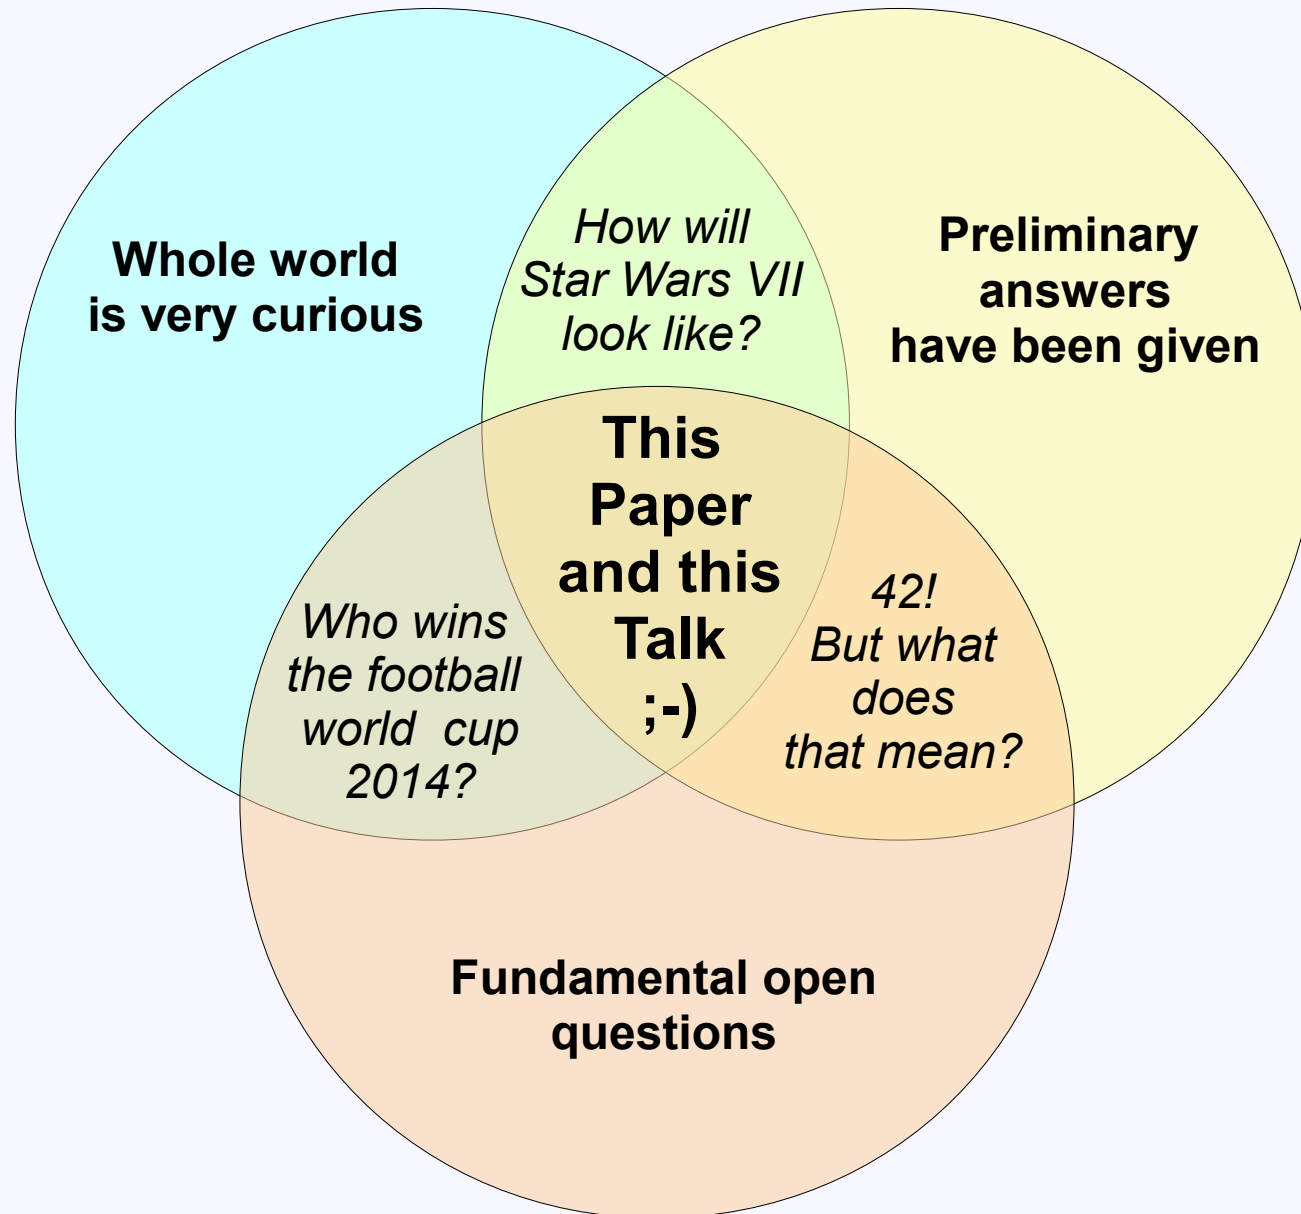 Whole world
is very curious
How will
Star Wars VII
look like?
Preliminary
answers
have been given
This
Paper
and this
Talk
;-)
Who wins
the football
world cup
2014?
42!
But what
does
that mean?
Fundamental open
questions